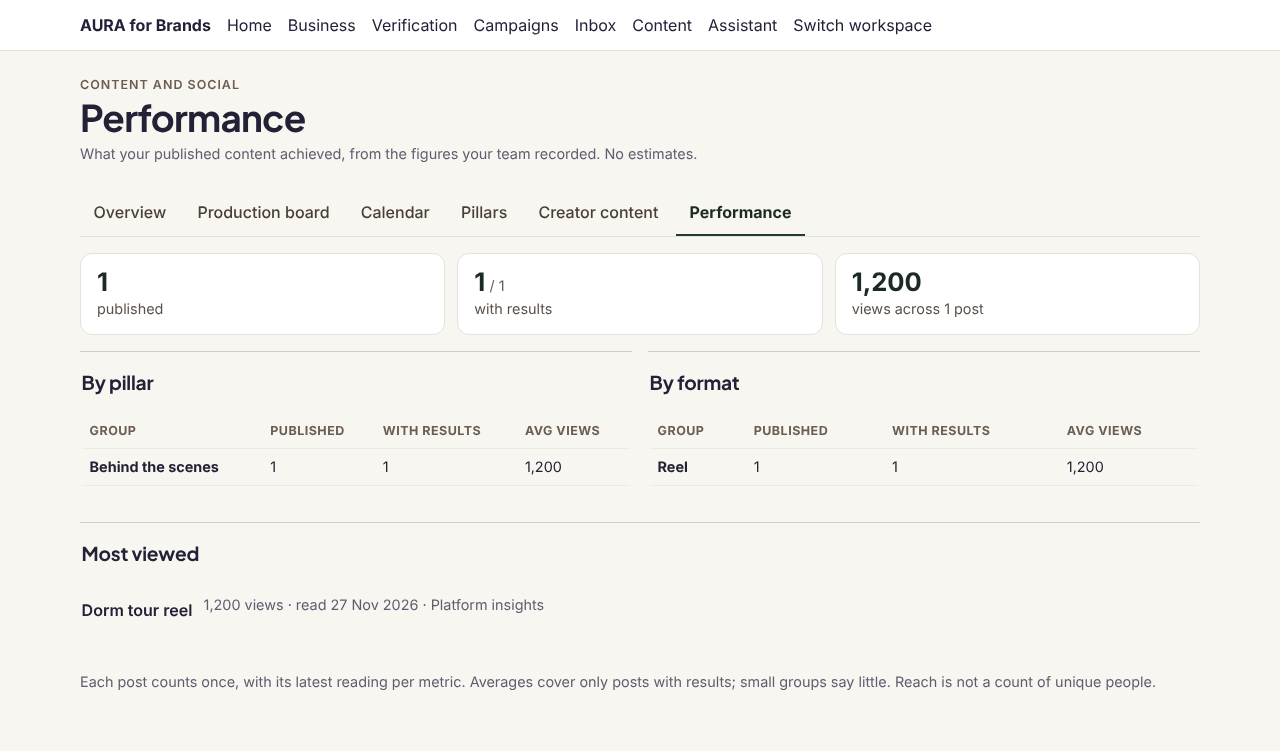 AURA for Brands Home Business Verification Campaigns Inbox Content Assistant Switch workspace
CONTENT AND SOCIAL
Performance
What your published content achieved, from the figures your team recorded. No estimates.
Overview Production board Calendar Pillars Creator content Performance
1
published
1 / 1
with results
1,200
views across 1 post
By pillar
GROUP PUBLISHED WITH RESULTS AVG VIEWS
Behind the scenes 1 1 1,200
By format
GROUP PUBLISHED WITH RESULTS AVG VIEWS
Reel 1 1 1,200
Most viewed
Dorm tour reel 1,200 views · read 27 Nov 2026 · Platform insights
Each post counts once, with its latest reading per metric. Averages cover only posts with results; small groups say little. Reach is not a count of unique people.